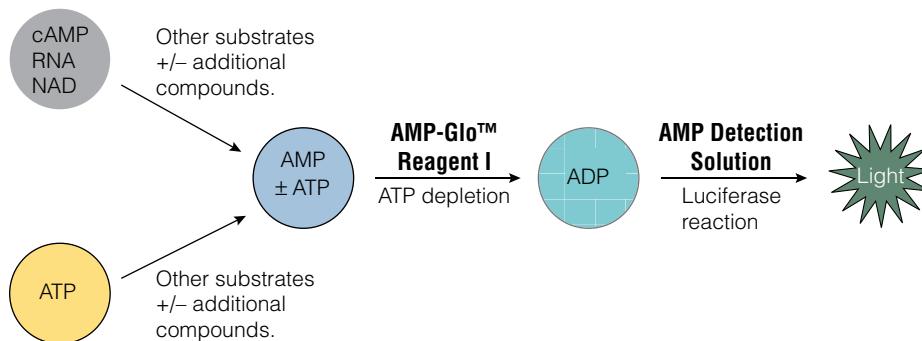 cAMP
RNA
NAD
Other substrates
+/– additional
compounds.
AMP
± ATP
AMP-Glo™
Reagent I
ATP depletion
ADP
AMP Detection
Solution
Luciferase
reaction
Light
ATP
Other substrates
+/– additional
compounds.